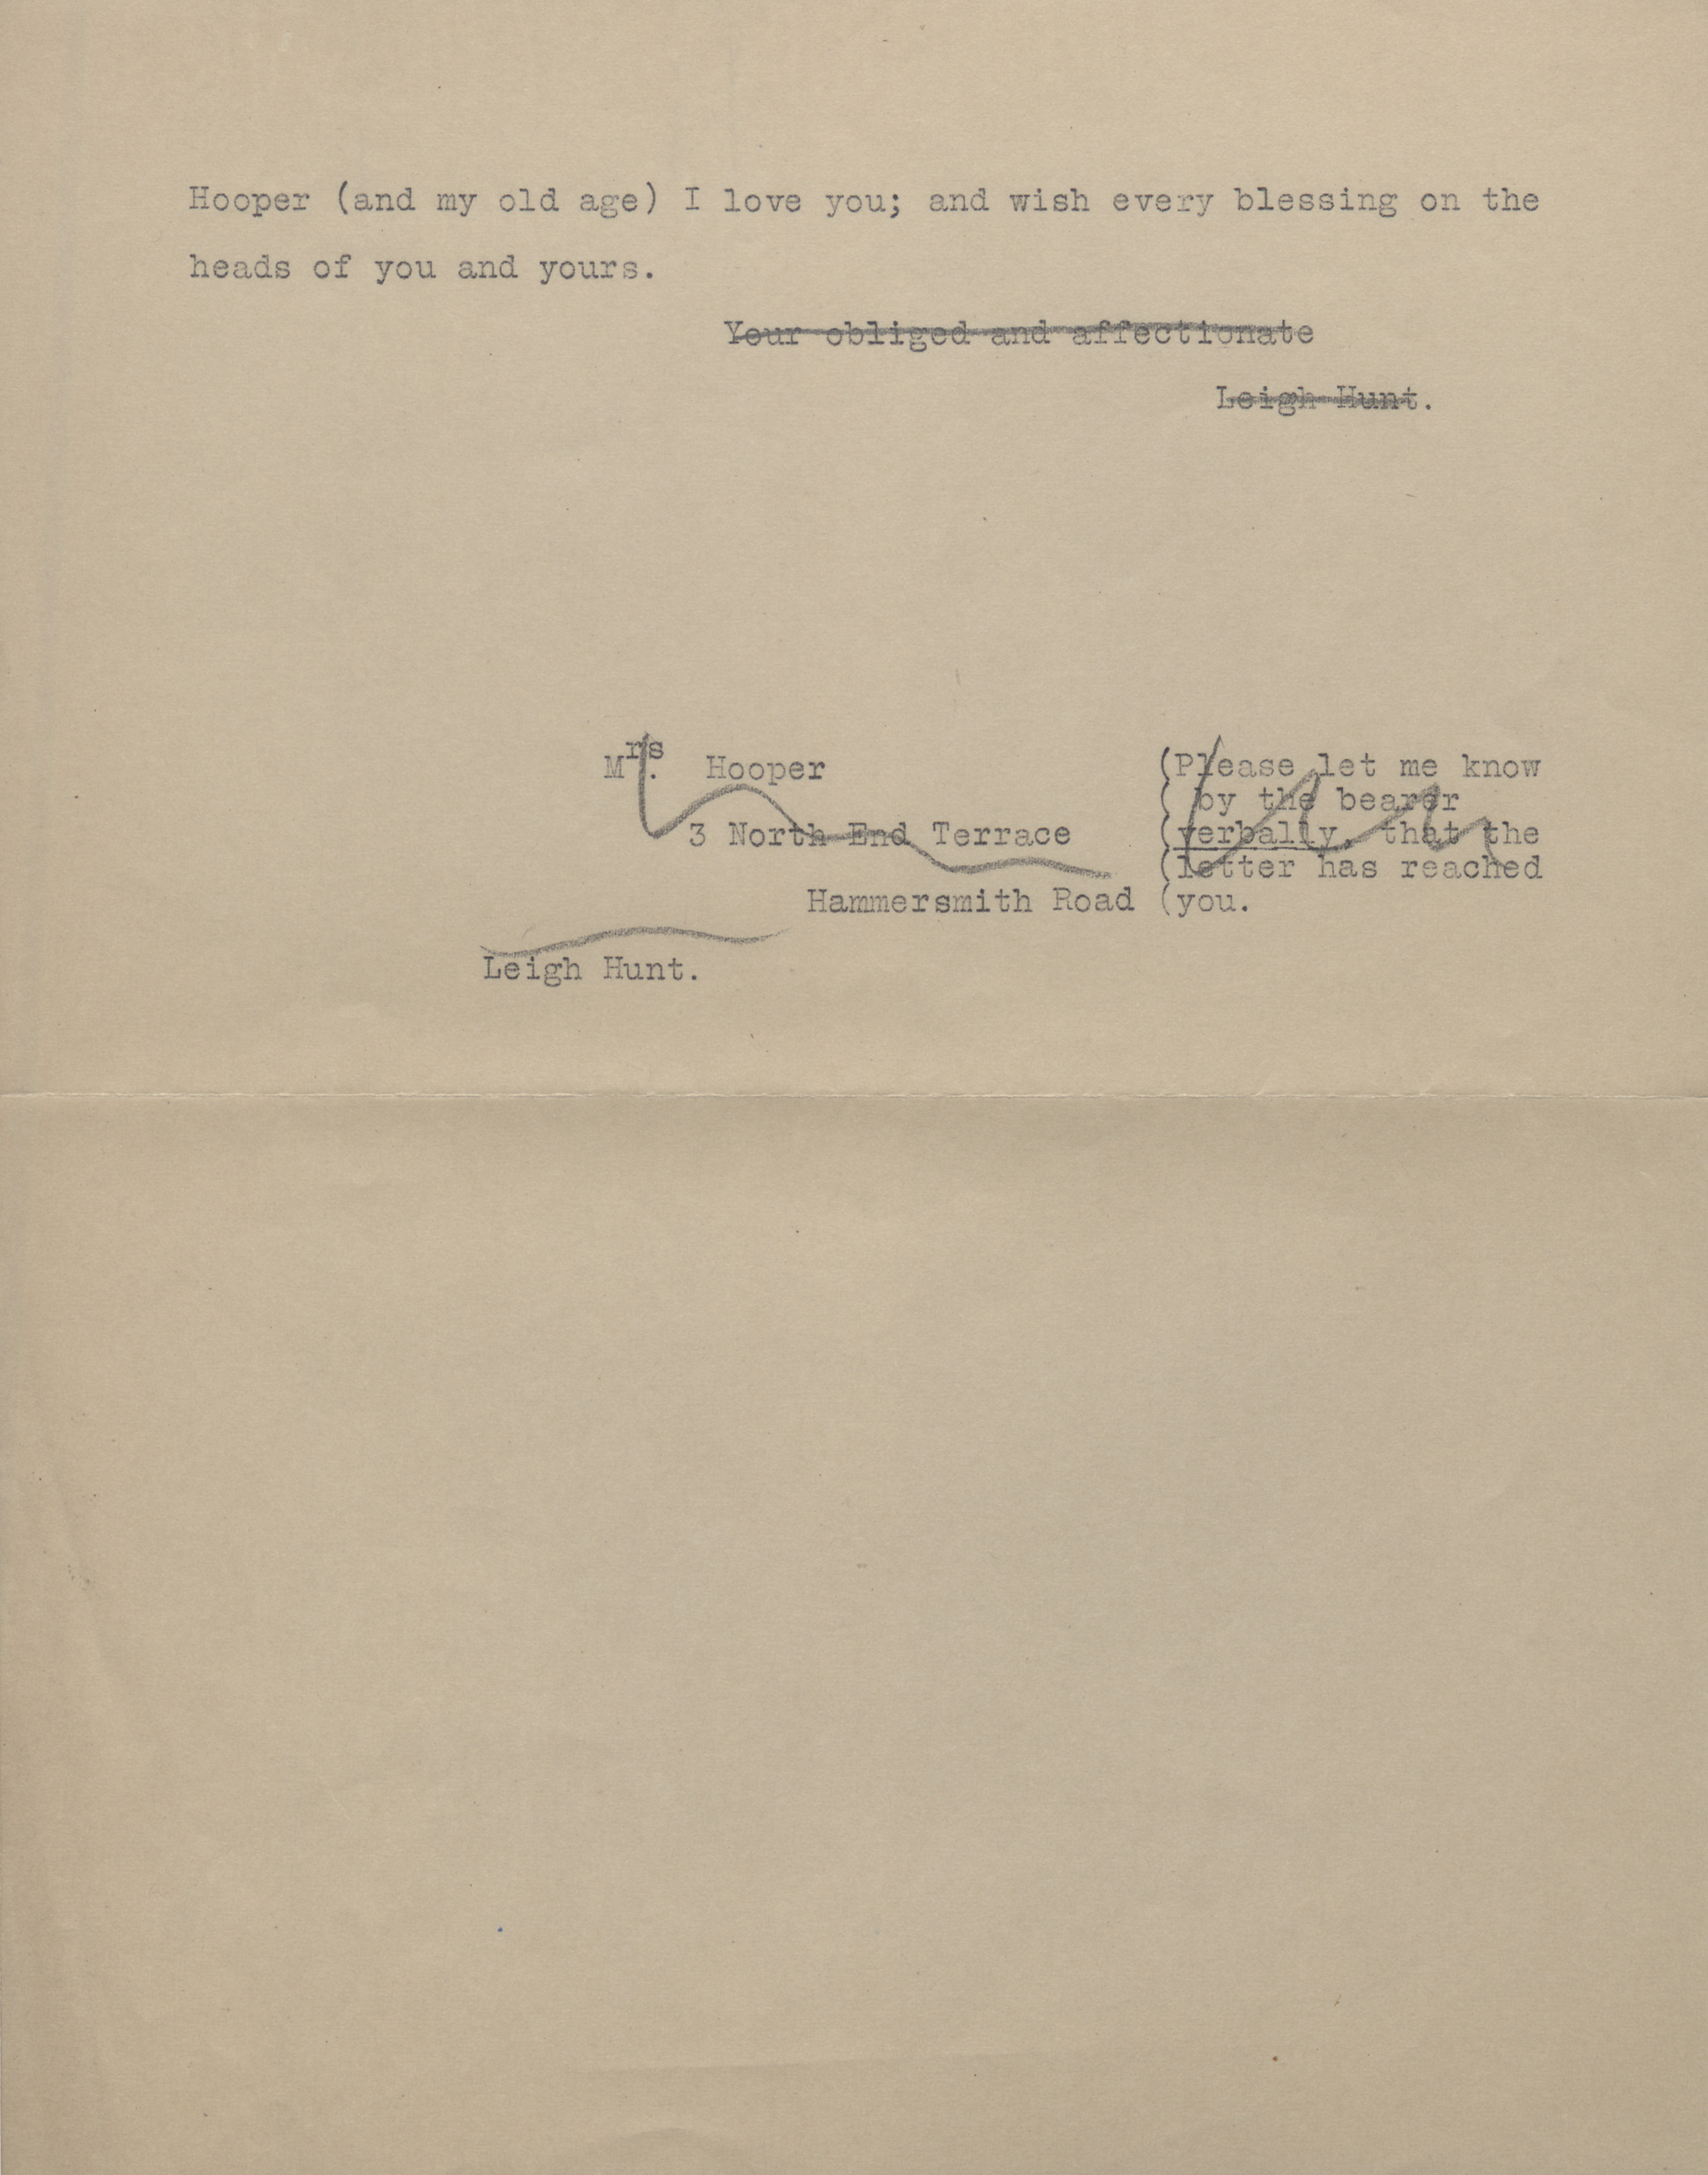 Hooper (and my old age) I love you; and wish every blessing on the
heads of you and yours.
Your obliged and affectionate
Leigh Hunt.
Mrs. Hooper
3 North End Terrace
Hammersmith Road
(Please let me know
( by the bearer
(verbally, that the
(letter has reached
(you.
Leigh Hunt.